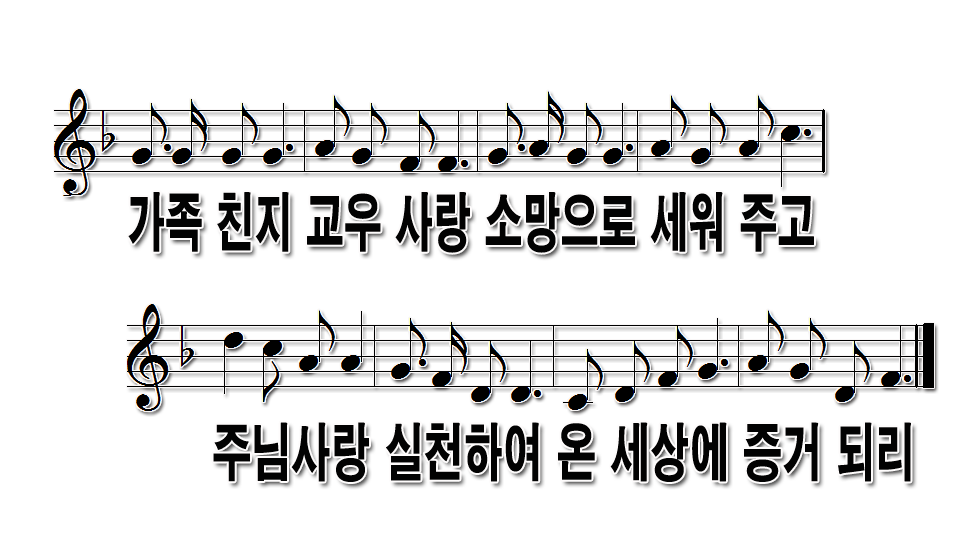 가족 친지 교우 사랑 소망으로 세워 주고
주님사랑 실천하여 온 세상에 증거 되리